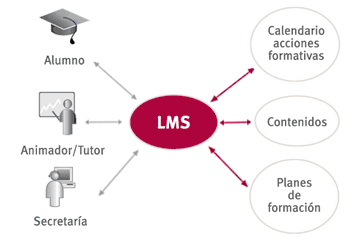 Alumno
Animador/Tutor
Secretaría
LMS
Calendario
acciones
formativas
Contenidos
Planes
de
formación